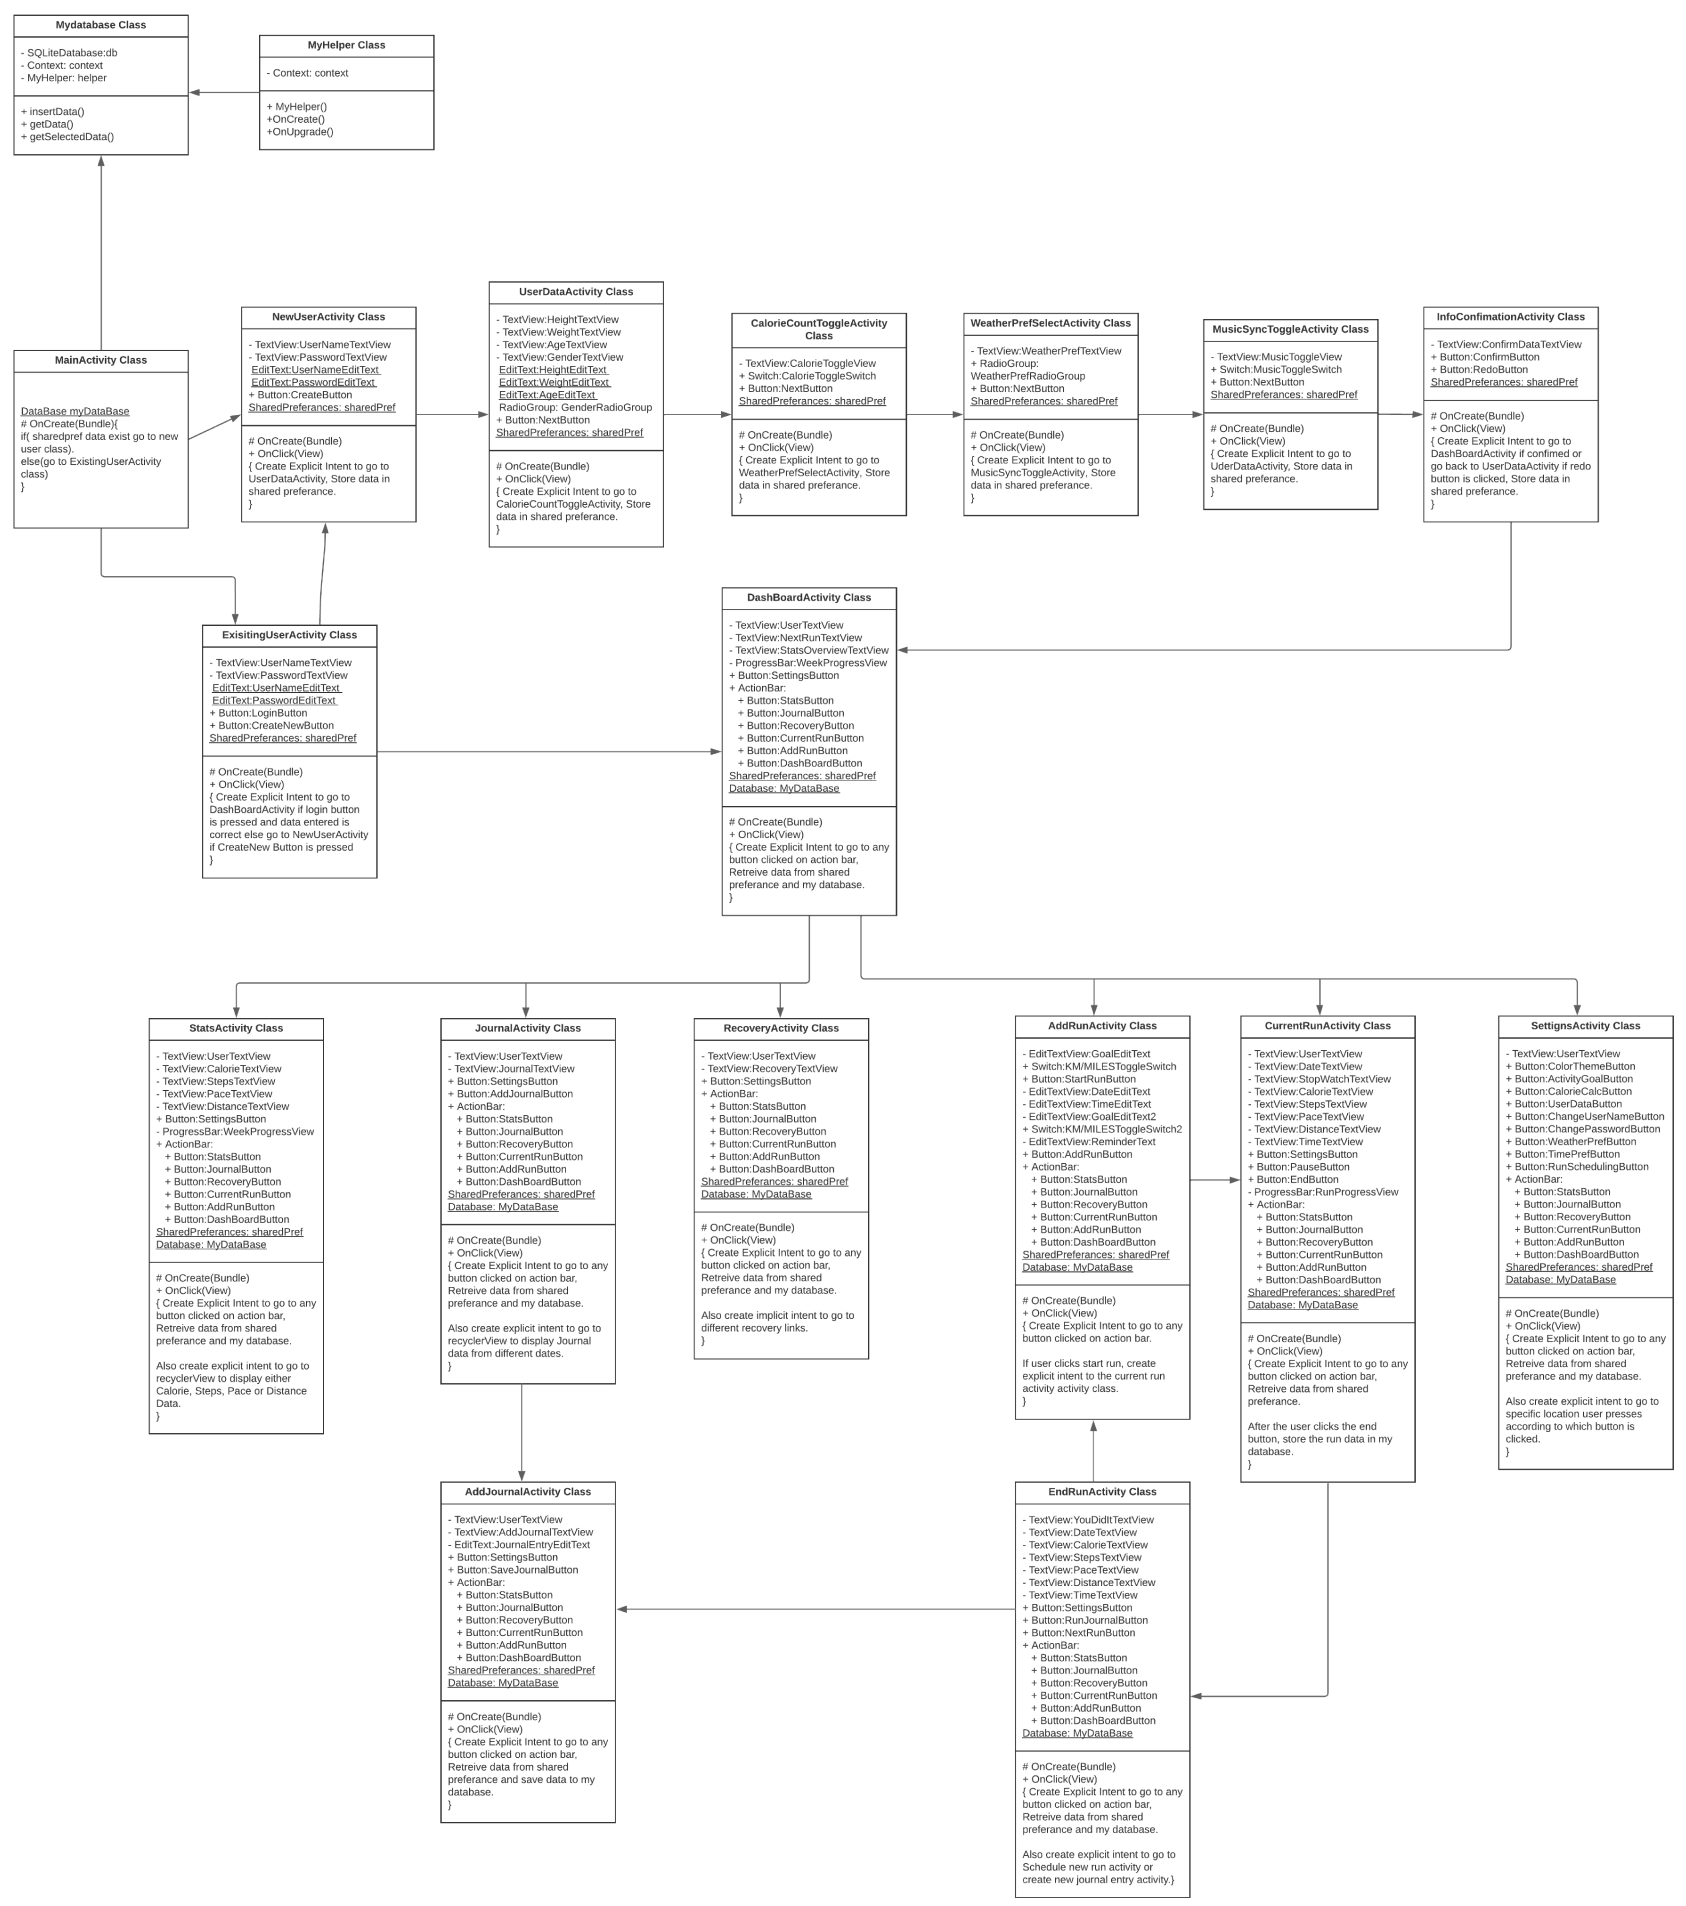 Mydatabase Class
- SQLiteDatabase:db
- Context: context
- MyHelper: helper
+ insertData()
+ getData()
+ getSelectedData()
MyHelper Class
- Context: context
+ MyHelper()
+OnCreate()
+OnUpgrade()
MainActivity Class
DataBase myDataBase
# OnCreate(Bundle){
if( sharedpref data exist go to new
user class).
else(go to ExistingUserActivity
class)
}
NewUserActivity Class
- TextView:UserNameTextView
- TextView:PasswordTextView
EditText:UserNameEditText
EditText:PasswordEditText
+ Button:CreateButton
SharedPreferances: sharedPref
# OnCreate(Bundle)
+ OnClick(View)
{ Create Explicit Intent to go to
UserDataActivity, Store data in
shared preferance.
}
UserDataActivity Class
- TextView:HeightTextView
- TextView:WeightTextView
- TextView:AgeTextView
- TextView:GenderTextView
EditText:HeightEditText
EditText:WeightEditText
EditText:AgeEditText
RadioGroup: GenderRadioGroup
+ Button:NextButton
SharedPreferances: sharedPref
# OnCreate(Bundle)
+ OnClick(View)
{ Create Explicit Intent to go to
CalorieCountToggleActivity, Store
data in shared preferance.
}
CalorieCountToggleActivity
Class
- TextView:CalorieToggleView
+ Switch:CalorieToggleSwitch
+ Button:NextButton
SharedPreferances: sharedPref
# OnCreate(Bundle)
+ OnClick(View)
{ Create Explicit Intent to go to
WeatherPrefSelectActivity, Store
data in shared preferance.
}
WeatherPrefSelectActivity Class
- TextView:WeatherPrefTextView
+ RadioGroup:
WeatherPrefRadioGroup
+ Button:NextButton
SharedPreferances: sharedPref
# OnCreate(Bundle)
+ OnClick(View)
{ Create Explicit Intent to go to
MusicSyncToggleActivity, Store
data in shared preferance.
}
MusicSyncToggleActivity Class
- TextView:MusicToggleView
+ Switch:MusicToggleSwitch
+ Button:NextButton
SharedPreferances: sharedPref
# OnCreate(Bundle)
+ OnClick(View)
{ Create Explicit Intent to go to
UderDataActivity, Store data in
shared preferance.
}
InfoConfimationActivity Class
- TextView:ConfirmDataTextView
+ Button:ConfirmButton
+ Button:RedoButton
SharedPreferances: sharedPref
# OnCreate(Bundle)
+ OnClick(View)
{ Create Explicit Intent to go to
DashBoardActivity if confimed or
go back to UserDataActivity if redo
button is clicked, Store data in
shared preferance.
}
ExisitingUserActivity Class
- TextView:UserNameTextView
- TextView:PasswordTextView
EditText:UserNameEditText
EditText:PasswordEditText
+ Button:LoginButton
+ Button:CreateNewButton
SharedPreferances: sharedPref
# OnCreate(Bundle)
+ OnClick(View)
{ Create Explicit Intent to go to
DashBoardActivity if login button
is pressed and data entered is
correct else go to NewUserActivity
if CreateNew Button is pressed
}
DashBoardActivity Class
- TextView:UserTextView
- TextView:NextRunTextView
- TextView:StatsOverviewTextView
- ProgressBar:WeekProgressView
+ Button:SettingsButton
+ ActionBar:
+ Button:StatsButton
+ Button:JournalButton
+ Button:RecoveryButton
+ Button:CurrentRunButton
+ Button:AddRunButton
+ Button:DashBoardButton
SharedPreferances: sharedPref
Database: MyDataBase
# OnCreate(Bundle)
+ OnClick(View)
{ Create Explicit Intent to go to any
button clicked on action bar,
Retreive data from shared
preferance and my database.
}
StatsActivity Class
- TextView:UserTextView
- TextView:CalorieTextView
- TextView:StepsTextView
- TextView:PaceTextView
- TextView:DistanceTextView
+ Button:SettingsButton
- ProgressBar:WeekProgressView
+ ActionBar:
+ Button:StatsButton
+ Button:JournalButton
+ Button:RecoveryButton
+ Button:CurrentRunButton
+ Button:AddRunButton
+ Button:DashBoardButton
SharedPreferances: sharedPref
Database: MyDataBase
# OnCreate(Bundle)
+ OnClick(View)
{ Create Explicit Intent to go to any
button clicked on action bar,
Retreive data from shared
preferance and my database.
Also create explicit intent to go to
recyclerView to display either
Calorie, Steps, Pace or Distance
Data.
}
JournalActivity Class
- TextView:UserTextView
- TextView:JournalTextView
+ Button:SettingsButton
+ Button:AddJournalButton
+ ActionBar:
+ Button:StatsButton
+ Button:JournalButton
+ Button:RecoveryButton
+ Button:CurrentRunButton
+ Button:AddRunButton
+ Button:DashBoardButton
SharedPreferances: sharedPref
Database: MyDataBase
# OnCreate(Bundle)
+ OnClick(View)
{ Create Explicit Intent to go to any
button clicked on action bar,
Retreive data from shared
preferance and my database.
Also create explicit intent to go to
recyclerView to display Journal
data from different dates.
}
RecoveryActivity Class
- TextView:UserTextView
- TextView:RecoveryTextView
+ Button:SettingsButton
+ ActionBar:
+ Button:StatsButton
+ Button:JournalButton
+ Button:RecoveryButton
+ Button:CurrentRunButton
+ Button:AddRunButton
+ Button:DashBoardButton
SharedPreferances: sharedPref
Database: MyDataBase
# OnCreate(Bundle)
+ OnClick(View)
{ Create Explicit Intent to go to any
button clicked on action bar,
Retreive data from shared
preferance and my database.
Also create implicit intent to go to
different recovery links.
}
AddRunActivity Class
- EditTextView:GoalEditText
+ Switch:KM/MILESToggleSwitch
+ Button:StartRunButton
- EditTextView:DateEditText
- EditTextView:TimeEditText
- EditTextView:GoalEditText2
+ Switch:KM/MILESToggleSwitch2
- EditTextView:ReminderText
+ Button:AddRunButton
+ ActionBar:
+ Button:StatsButton
+ Button:JournalButton
+ Button:RecoveryButton
+ Button:CurrentRunButton
+ Button:AddRunButton
+ Button:DashBoardButton
SharedPreferances: sharedPref
Database: MyDataBase
# OnCreate(Bundle)
+ OnClick(View)
{ Create Explicit Intent to go to any
button clicked on action bar.
If user clicks start run, create
explicit intent to the current run
activity activity class.
}
CurrentRunActivity Class
- TextView:UserTextView
- TextView:DateTextView
- TextView:StopWatchTextView
- TextView:CalorieTextView
- TextView:StepsTextView
- TextView:PaceTextView
- TextView:DistanceTextView
- TextView:TimeTextView
+ Button:SettingsButton
+ Button:PauseButton
+ Button:EndButton
- ProgressBar:RunProgressView
+ ActionBar:
+ Button:StatsButton
+ Button:JournalButton
+ Button:RecoveryButton
+ Button:CurrentRunButton
+ Button:AddRunButton
+ Button:DashBoardButton
SharedPreferances: sharedPref
Database: MyDataBase
# OnCreate(Bundle)
+ OnClick(View)
{ Create Explicit Intent to go to any
button clicked on action bar,
Retreive data from shared
preferance.
After the user clicks the end
button, store the run data in my
database.
}
SettignsActivity Class
- TextView:UserTextView
+ Button:ColorThemeButton
+ Button:ActivityGoalButton
+ Button:CalorieCalcButton
+ Button:UserDataButton
+ Button:ChangeUserNameButton
+ Button:ChangePasswordButton
+ Button:WeatherPrefButton
+ Button:TimePrefButton
+ Button:RunSchedulingButton
+ ActionBar:
+ Button:StatsButton
+ Button:JournalButton
+ Button:RecoveryButton
+ Button:CurrentRunButton
+ Button:AddRunButton
+ Button:DashBoardButton
SharedPreferances: sharedPref
Database: MyDataBase
# OnCreate(Bundle)
+ OnClick(View)
{ Create Explicit Intent to go to any
button clicked on action bar,
Retreive data from shared
preferance and my database.
Also create explicit intent to go to
specific location user presses
according to which button is
clicked.
}
AddJournalActivity Class
- TextView:UserTextView
- TextView:AddJournalTextView
- EditText:JournalEntryEditText
+ Button:SettingsButton
+ Button:SaveJournalButton
+ ActionBar:
+ Button:StatsButton
+ Button:JournalButton
+ Button:RecoveryButton
+ Button:CurrentRunButton
+ Button:AddRunButton
+ Button:DashBoardButton
SharedPreferances: sharedPref
Database: MyDataBase
# OnCreate(Bundle)
+ OnClick(View)
{ Create Explicit Intent to go to any
button clicked on action bar,
Retreive data from shared
preferance and save data to my
database.
}
EndRunActivity Class
- TextView:YouDidItTextView
- TextView:DateTextView
- TextView:CalorieTextView
- TextView:StepsTextView
- TextView:PaceTextView
- TextView:DistanceTextView
- TextView:TimeTextView
+ Button:SettingsButton
+ Button:RunJournalButton
+ Button:NextRunButton
+ ActionBar:
+ Button:StatsButton
+ Button:JournalButton
+ Button:RecoveryButton
+ Button:CurrentRunButton
+ Button:AddRunButton
+ Button:DashBoardButton
Database: MyDataBase
# OnCreate(Bundle)
+ OnClick(View)
{ Create Explicit Intent to go to any
button clicked on action bar,
Retreive data from shared
preferance and my database.
Also create explicit intent to go to
Schedule new run activity or
create new journal entry activity.}